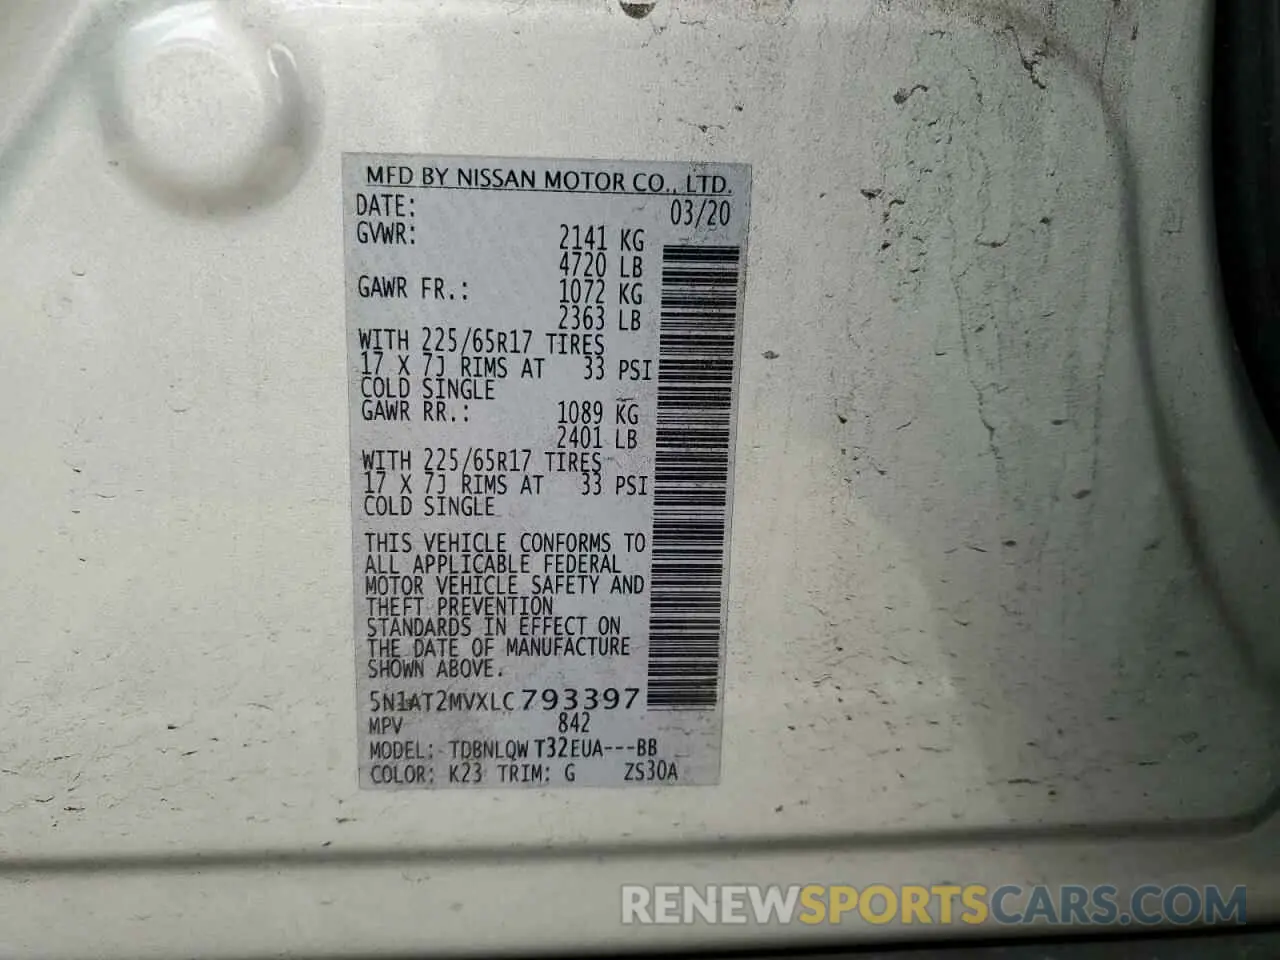 MFD BY NISSAN MOTOR CO., LTD.
DATE: 03/20
GVWR: 2141 KG
4720 LB
GAWR FR.: 1072 KG
2363 LB
WITH 225/65R17 TIRES
17 X 7J RIMS AT 33 PSI
COLD SINGLE
GAWR RR.: 1089 KG
2401 LB
WITH 225/65R17 TIRES
17 X 7J RIMS AT 33 PSI
COLD SINGLE
THIS VEHICLE CONFORMS TO
ALL APPLICABLE FEDERAL
MOTOR VEHICLE SAFETY AND
THEFT PREVENTION
STANDARDS IN EFFECT ON
THE DATE OF MANUFACTURE
SHOWN ABOVE.
5N1AT2MVXLC793397
MPV 842
MODEL: TDBNLQWT32EUA---BB
COLOR: K23 TRIM: G ZS30A
RENEWSPORTSCARS.COM